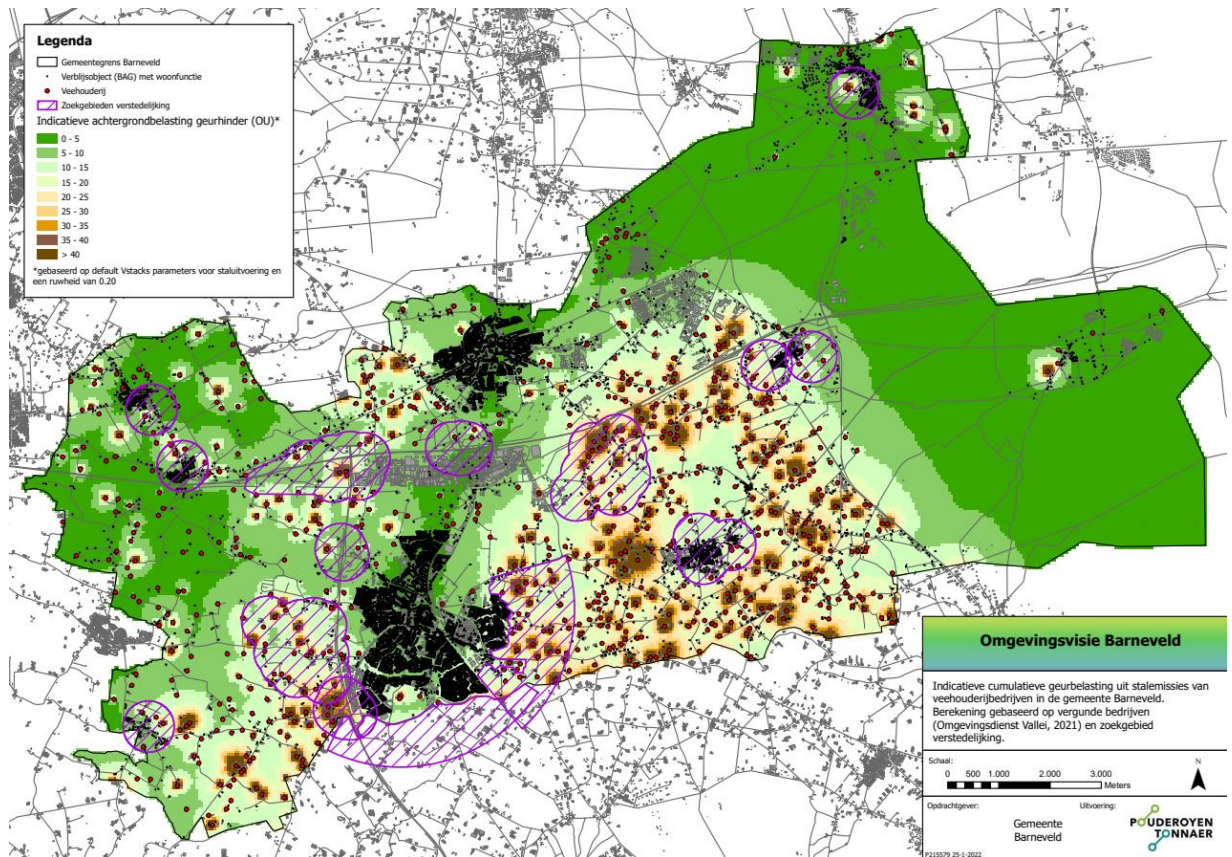 Legenda
Gemeentegrens Barneveld
Verblijfsobject (BAG) met woonfunctie
Veehouderij
Zoekgebieden verstedelijking
Indicatieve achtergrondbelasting geurhinder (OU)*
0 - 5
5 - 10
10 - 15
15 - 20
20 - 25
25 - 30
30 - 35
35 - 40
> 40
*gebaseerd op default Vstacks parameters voor staluitvoering en
een ruwheid van 0.20
Omgevingsvisie Barneveld
Indicatieve cumulatieve geurbelasting uit stalemissies van
veehouderijbedrijven in de gemeente Barneveld.
Berekening gebaseerd op vergunde bedrijven
(Omgevingsdienst Vallei, 2021) en zoekgebied
verstedelijking.
Schaal:
0 500 1.000 2.000 3.000
Meters
N
Opdrachtgever:
Gemeente
Barneveld
Uitvoering:
POUDEROYEN
TONNAER
P215579 25-1-2022